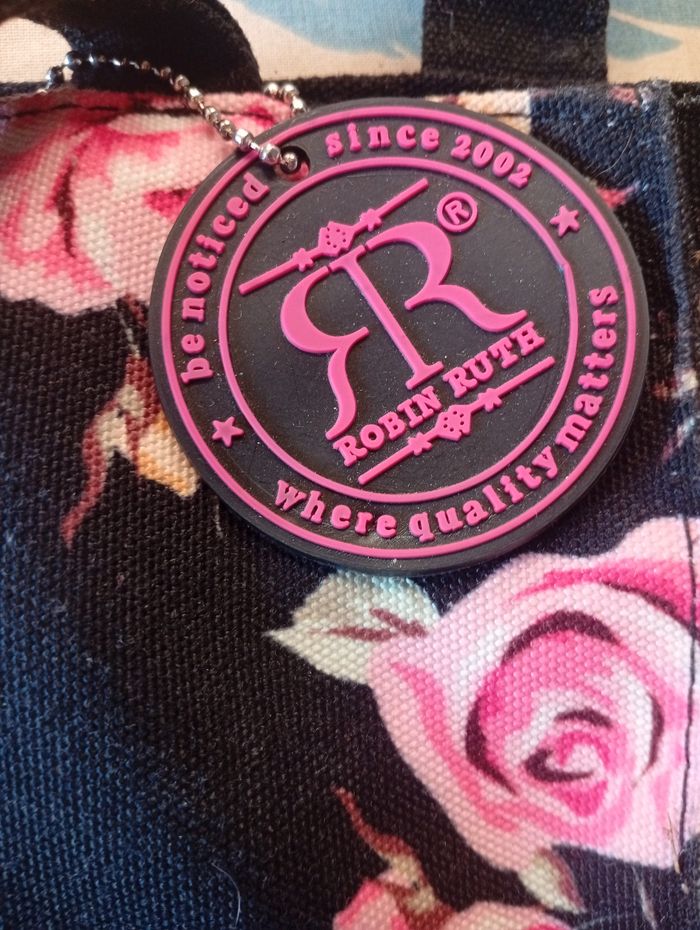 be noticed since 2002
RR®
ROBIN RUTH
where quality matters